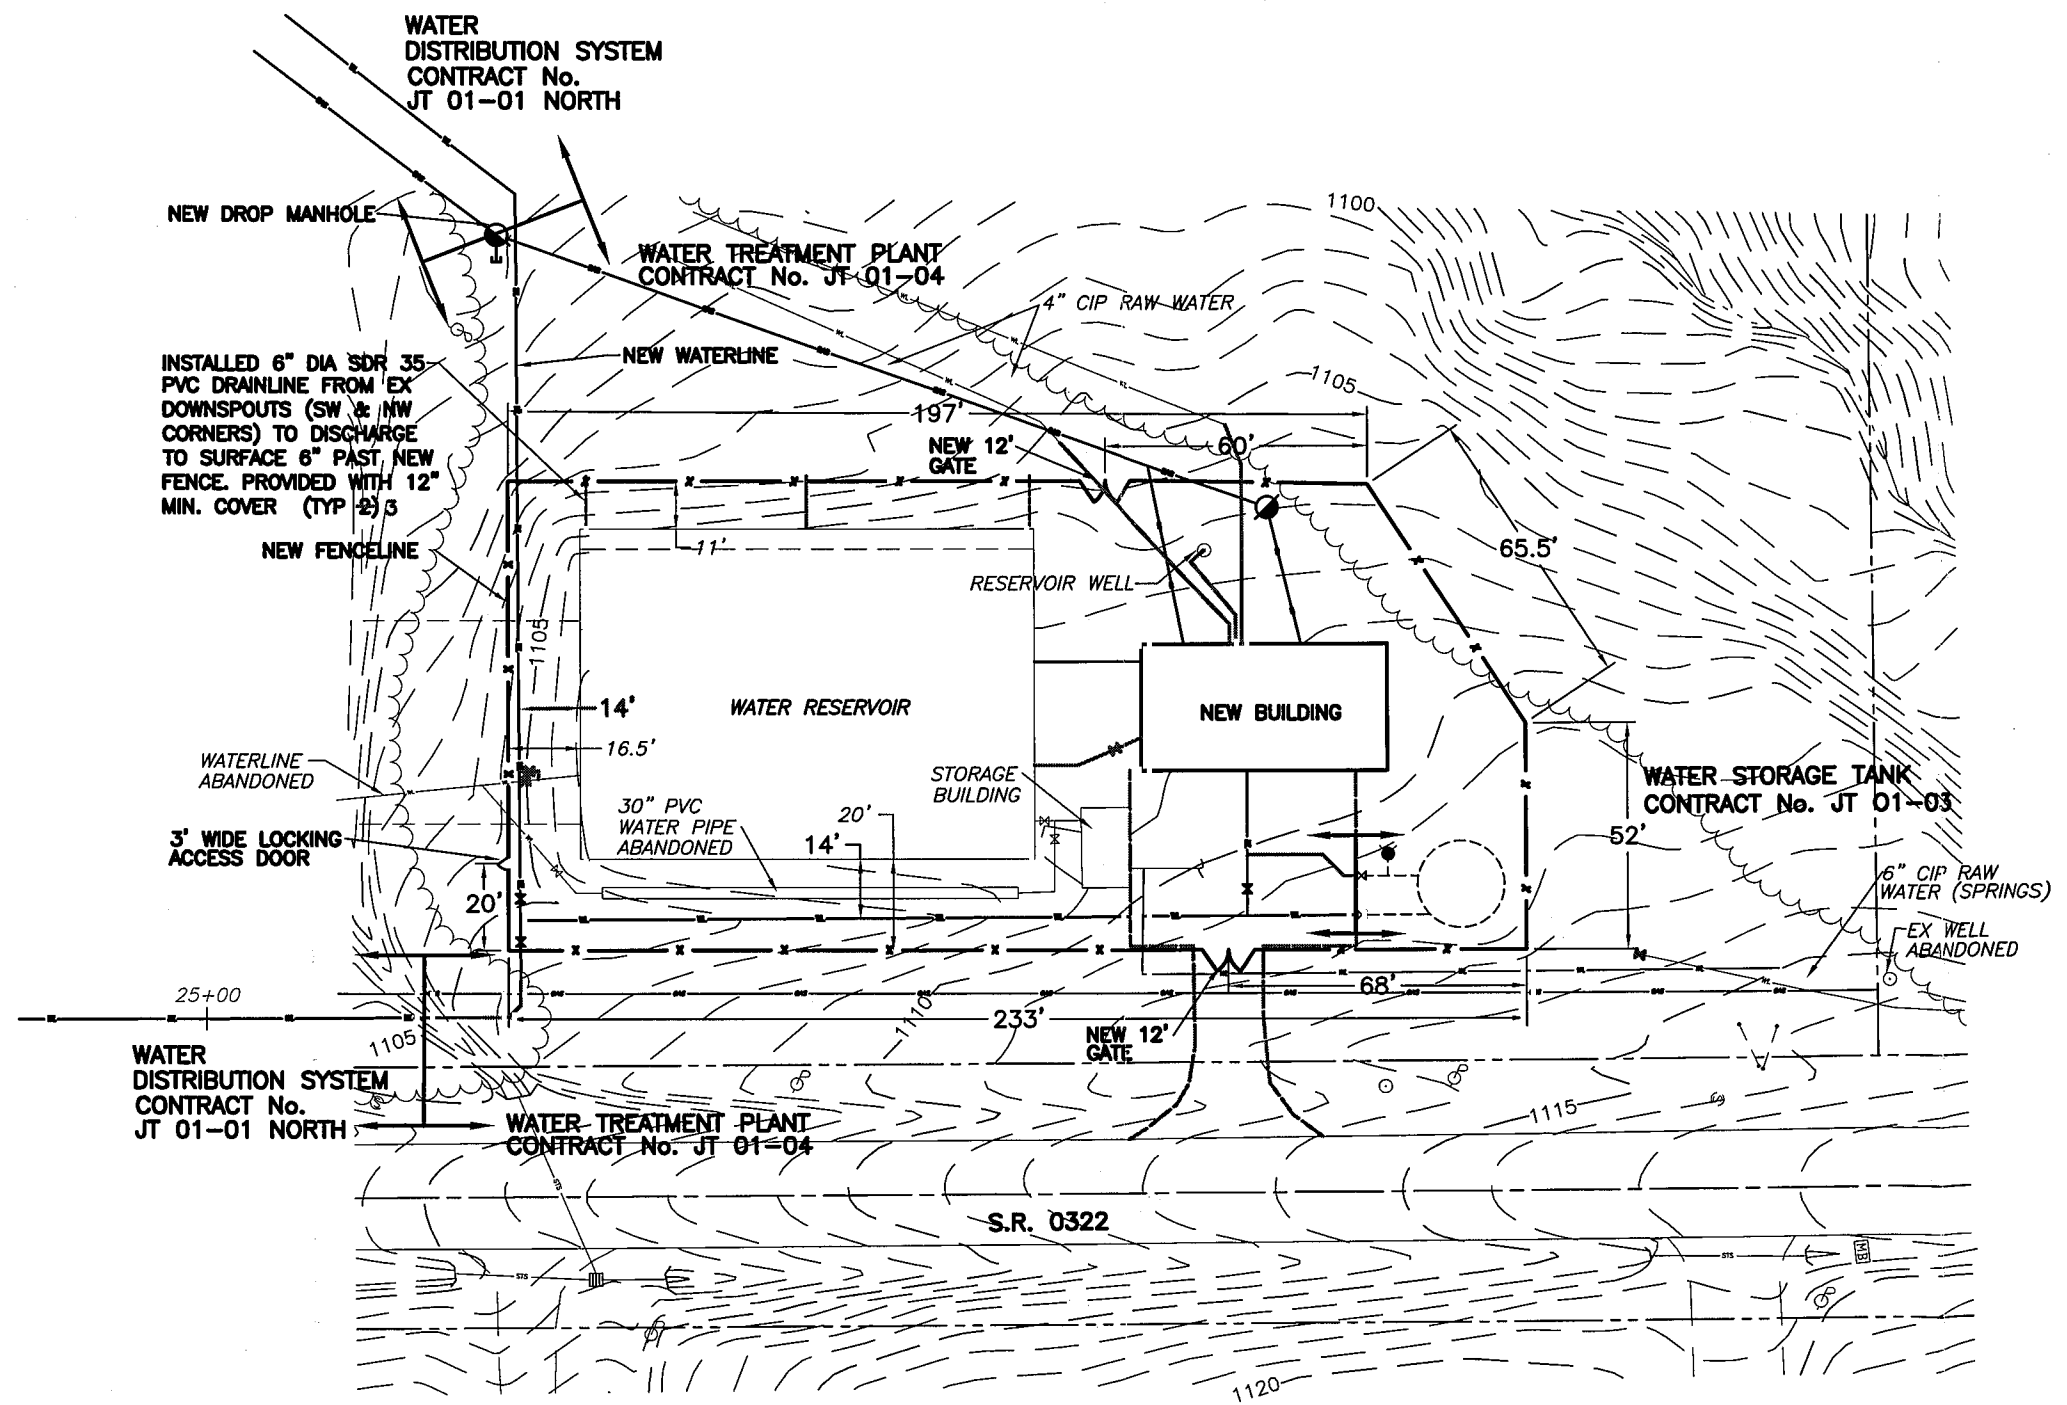 WATER
DISTRIBUTION SYSTEM
CONTRACT No.
JT 01-01 NORTH
NEW DROP MANHOLE
WATER TREATMENT PLANT
CONTRACT No. JT 01-04
1100
4" CIP RAW WATER
NEW WATERLINE
INSTALLED 6" DIA SDR 35
PVC DRAINLINE FROM EX
DOWNSPOUTS (SW & NW
CORNERS) TO DISCHARGE
TO SURFACE 6" PAST NEW
FENCE. PROVIDED WITH 12"
MIN. COVER (TYP 2) 3
1105
197'
NEW 12'
GATE
60'
NEW FENCELINE
11'
65.5'
RESERVOIR WELL
1105
14'
WATER RESERVOIR
NEW BUILDING
16.5'
WATERLINE
ABANDONED
STORAGE
BUILDING
WATER STORAGE TANK
CONTRACT No. JT 01-03
30" PVC
WATER PIPE
ABANDONED
20'
14'
52'
3' WIDE LOCKING
ACCESS DOOR
6" CIP RAW
WATER (SPRINGS)
20'
EX WELL
ABANDONED
25+00
68'
1110
233'
NEW 12'
GATE
1105
WATER
DISTRIBUTION SYSTEM
CONTRACT No.
JT 01-01 NORTH
WATER TREATMENT PLANT
CONTRACT No. JT 01-04
1115
STS
S.R. 0322
STS
STS
MB
1120